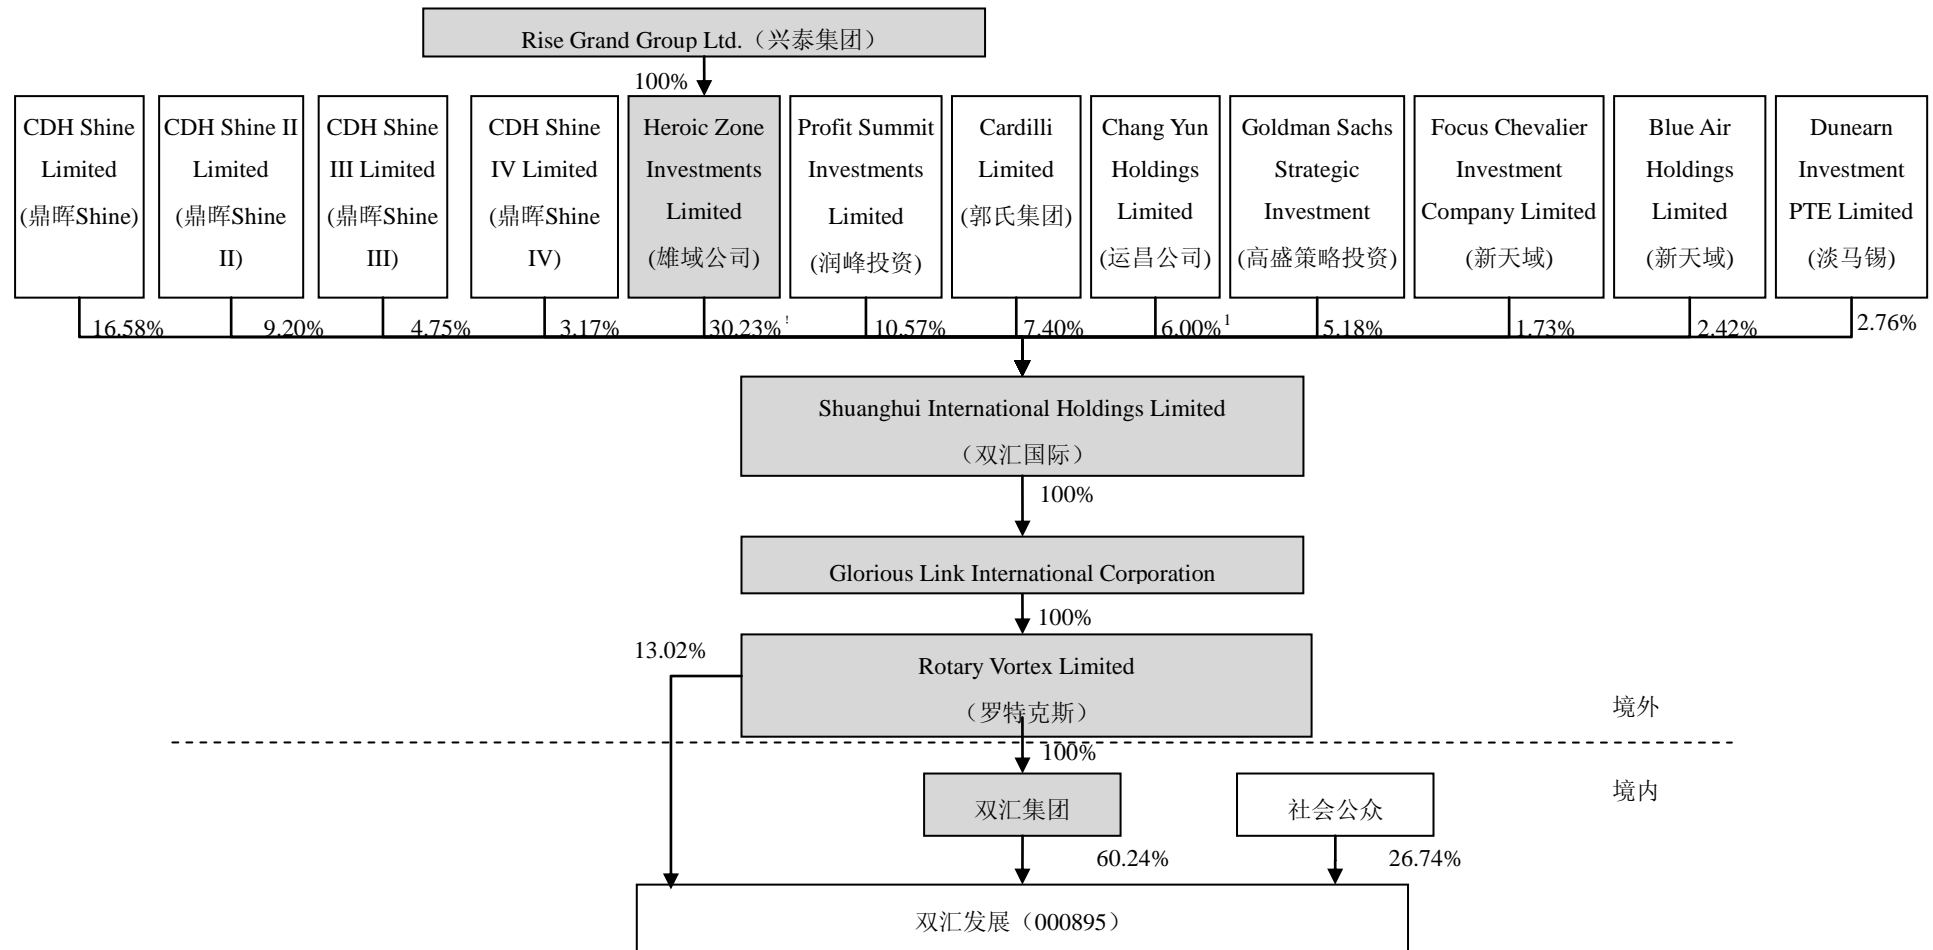 Rise Grand Group Ltd.（兴泰集团）
100%
CDH Shine
Limited
(鼎晖Shine)
CDH Shine II
Limited
(鼎晖Shine
II)
CDH Shine
III Limited
(鼎晖Shine
III)
CDH Shine
IV Limited
(鼎晖Shine
IV)
Heroic Zone
Investments
Limited
(雄域公司)
Profit Summit
Investments
Limited
(润峰投资)
Cardilli
Limited
(郭氏集团)
Chang Yun
Holdings
Limited
(运昌公司)
Goldman Sachs
Strategic
Investment
(高盛策略投资)
Focus Chevalier
Investment
Company Limited
(新天域)
Blue Air
Holdings
Limited
(新天域)
Dunearn
Investment
PTE Limited
(淡马锡)
16.58%
9.20%
4.75%
3.17%
30.23%
10.57%
7.40%
6.00%1
5.18%
1.73%
2.42%
2.76%
Shuanghui International Holdings Limited
（双汇国际）
100%
Glorious Link International Corporation
100%
13.02%
Rotary Vortex Limited
（罗特克斯）
境外
100%
境内
双汇集团
社会公众
60.24%
26.74%
双汇发展（000895）